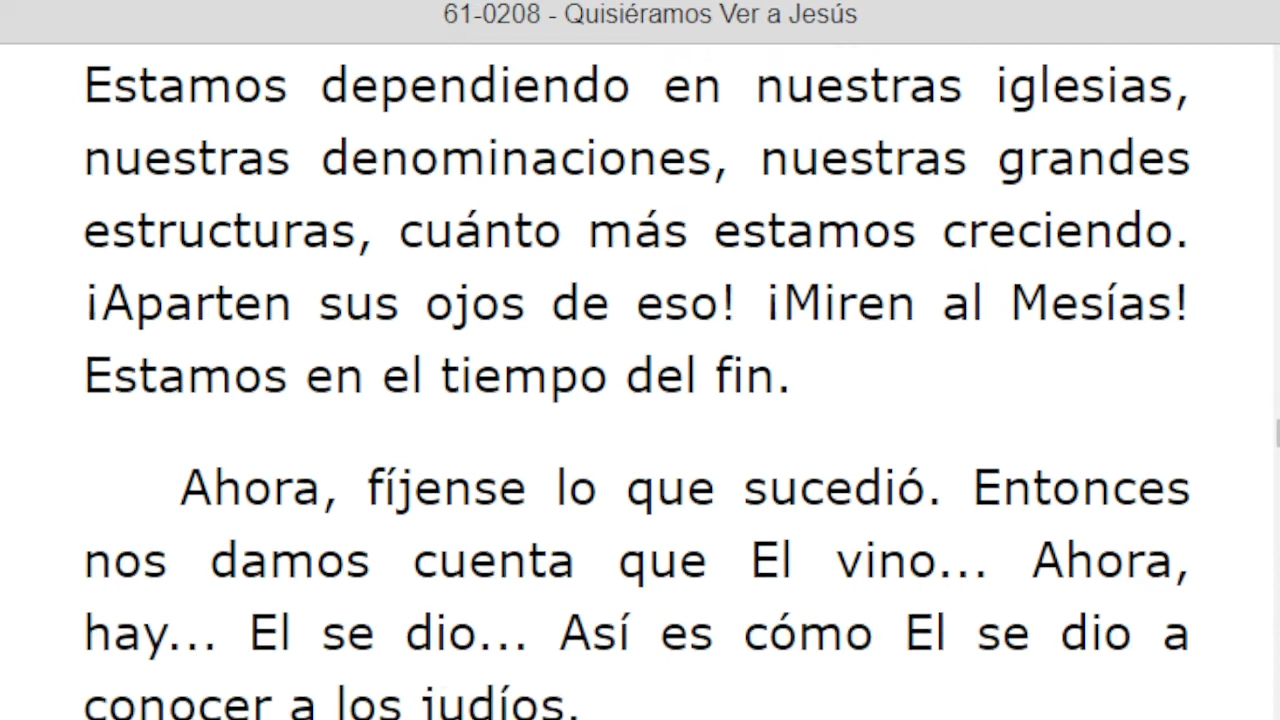 61-0208 - Quisiéramos Ver a Jesús
Estamos dependiendo en nuestras iglesias,
nuestras denominaciones, nuestras grandes
estructuras, cuánto más estamos creciendo.
¡Aparten sus ojos de eso! ¡Miren al Mesías!
Estamos en el tiempo del fin.
Ahora, fíjense lo que sucedió. Entonces
nos damos cuenta que El vino... Ahora,
hay... El se dio... Así es cómo El se dio a
conocer a los judíos.